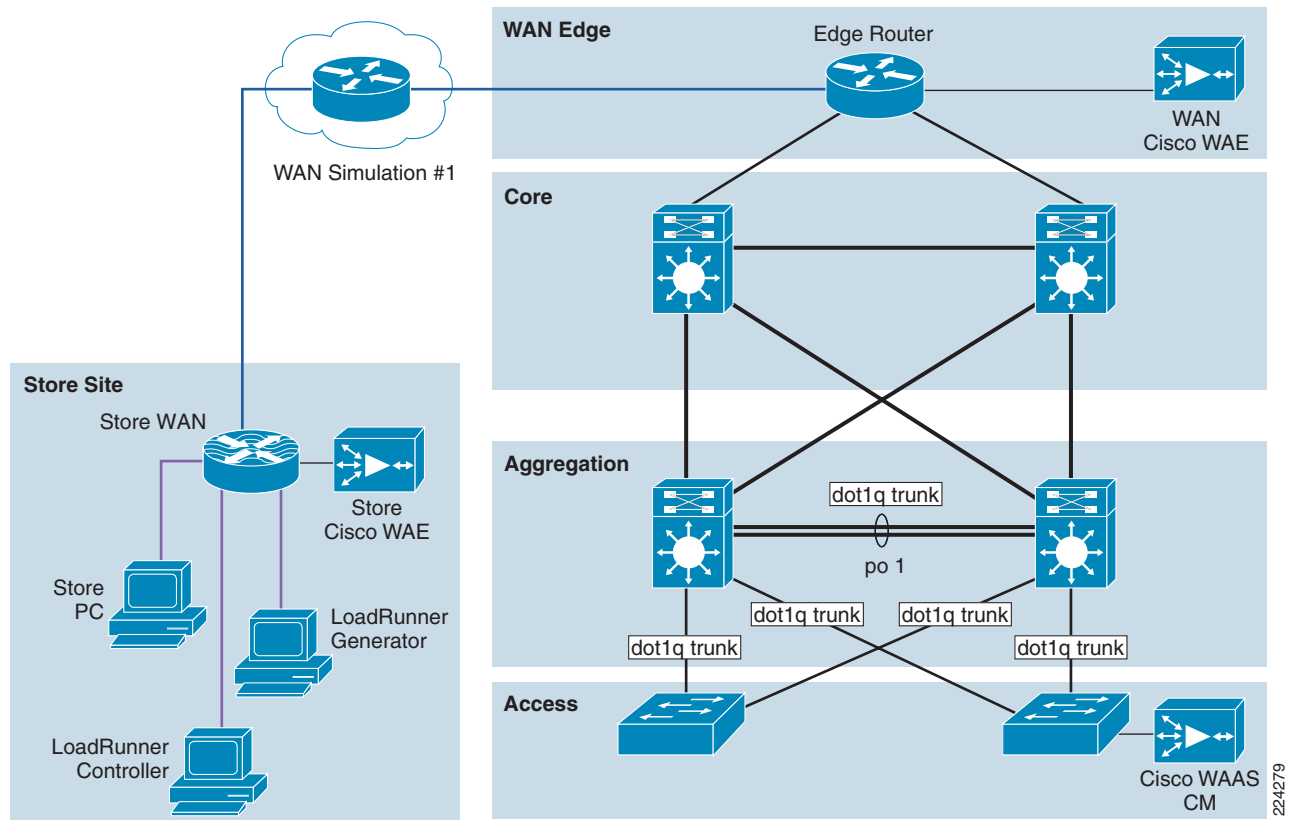 WAN Edge
Edge Router
WAN
Cisco WAE
WAN Simulation #1
Core
Store Site
Store WAN
Store
Cisco WAE
Store
PC
LoadRunner
Generator
LoadRunner
Controller
Aggregation
dot1q trunk
po 1
dot1q trunk
dot1q trunk
dot1q trunk
dot1q trunk
Access
Cisco WAAS
CM
224279